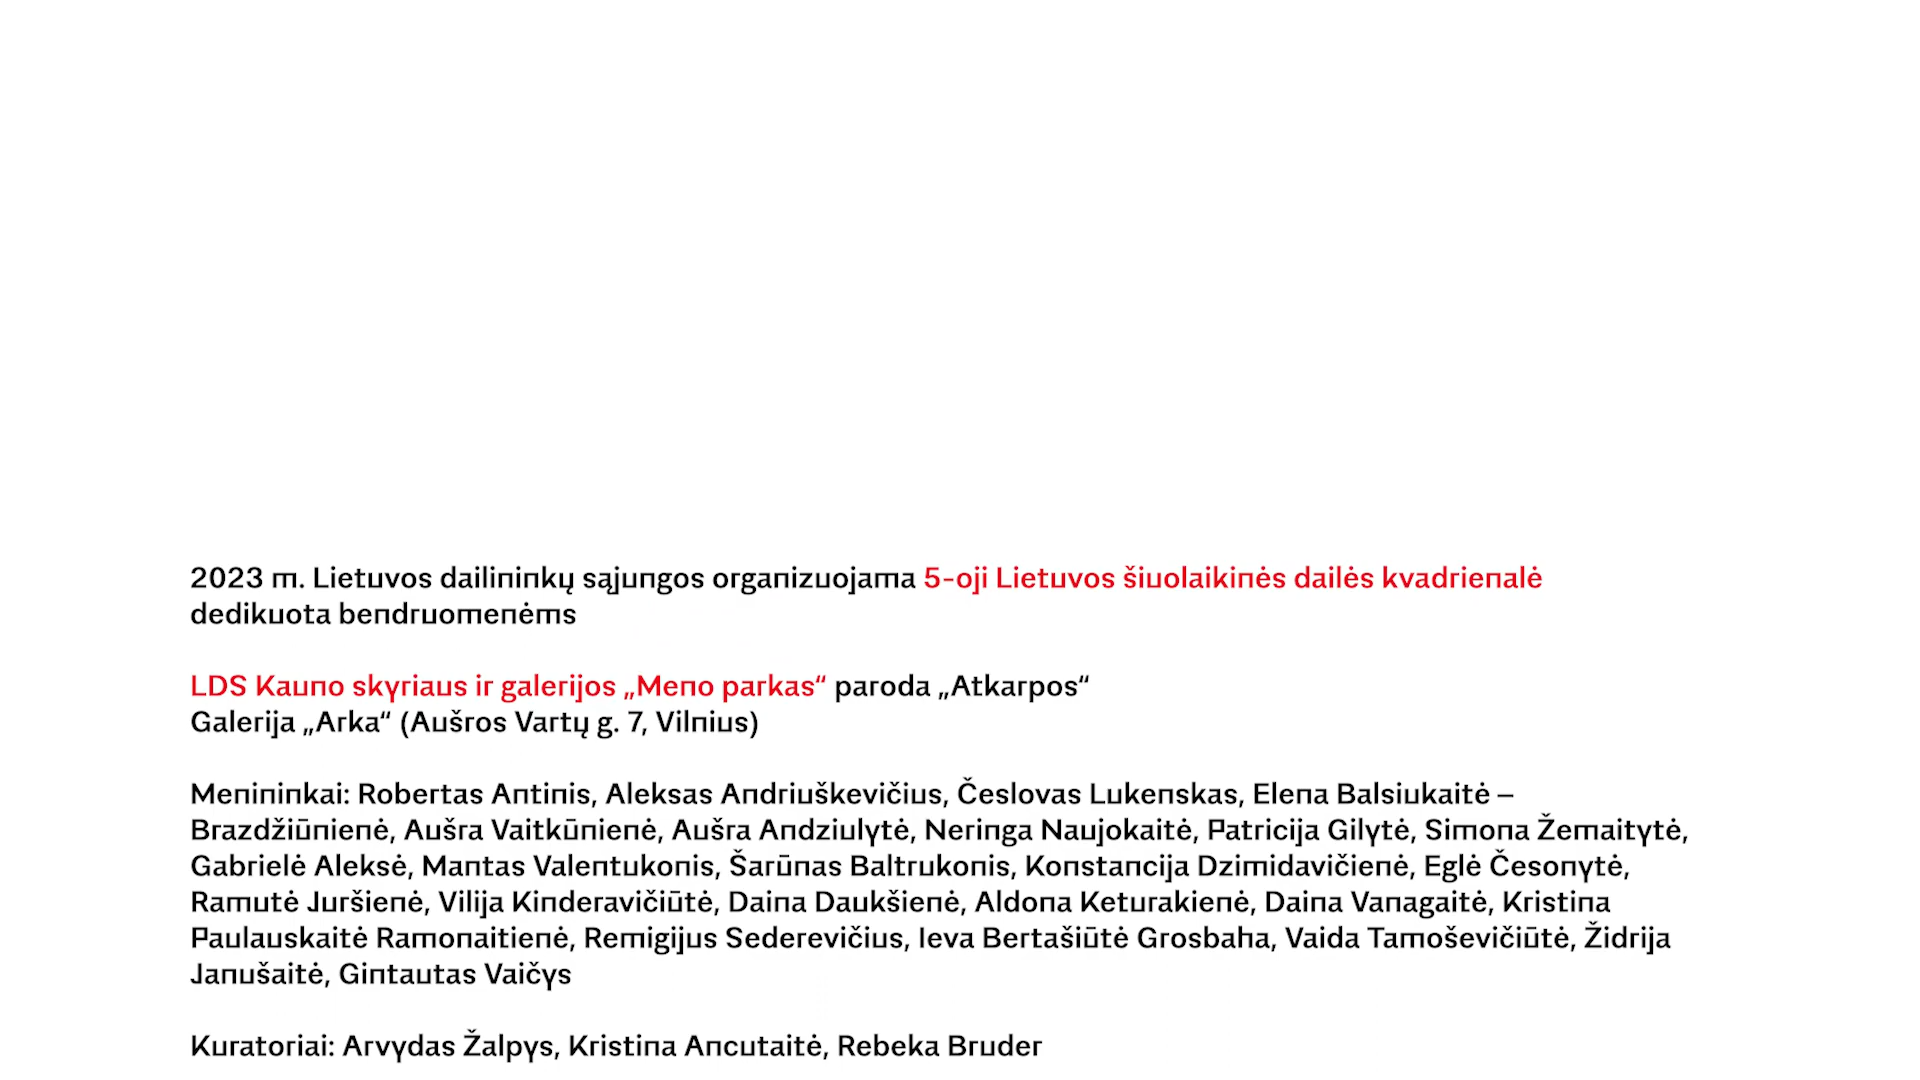 2023 m. Lietuvos dailininkų sąjungos organizuojama 5-oji Lietuvos šiuolaikinės dailės kvadrienalė
dedikuota bendruomenėms
LDS Kauno skyriaus ir galerijos „Meno parkas“ paroda „Atkarpos“
Galerija „Arka“ (Aušros Vartų g. 7, Vilnius)
Menininkai: Robertas Antinis, Aleksas Andriuškevičius, Česlovas Lukenskas, Elena Balsiukaitė –
Brazdžiūnienė, Aušra Vaitkūnienė, Aušra Andziulytė, Neringa Naujokaitė, Patricija Gilytė, Simona Žemaitytė,
Gabrielė Aleksė, Mantas Valentukonis, Šarūnas Baltrukonis, Konstancija Dzimidavičienė, Eglė Česonytė,
Ramutė Juršienė, Vilija Kinderavičiūtė, Daina Daukšienė, Aldona Keturakienė, Daina Vanagaitė, Kristina
Paulauskaitė Ramonaitienė, Remigijus Sederevičius, Ieva Bertašiūtė Grosbaha, Vaida Tamoševičiūtė, Židrija
Janušaitė, Gintautas Vaičys
Kuratoriai: Arvydas Žalpys, Kristina Ancutaitė, Rebeka Bruder